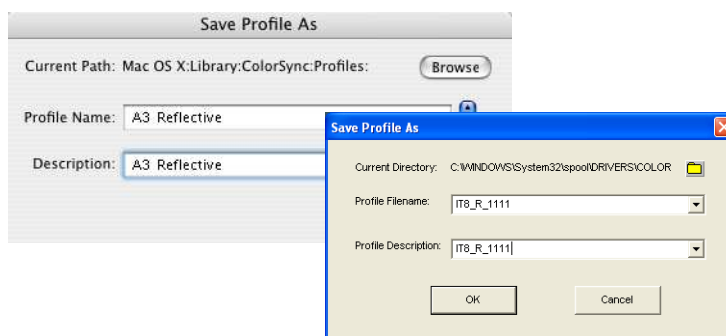 Save Profile As
Current Path: Mac OS X:Library:ColorSync:Profiles: Browse
Profile Name: A3 Reflective
Description: A3 Reflective
Save Profile As
Current Directory: C:\WINDOWS\System32\spool\DRIVERS\COLOR
Profile Filename: IT8_R_1111
Profile Description: IT8_R_1111
OK Cancel